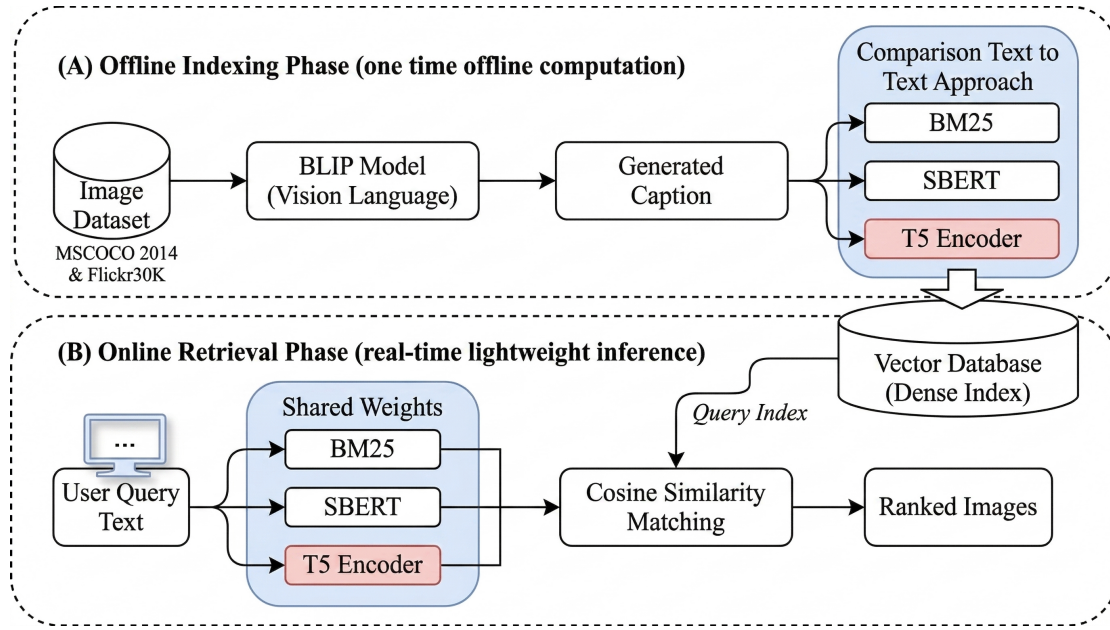 (A) Offline Indexing Phase (one time offline computation)
Comparison Text to
Text Approach
Image
Dataset
MSCOCO 2014
& Flickr30K
BLIP Model
(Vision Language)
Generated
Caption
BM25
SBERT
T5 Encoder
(B) Online Retrieval Phase (real-time lightweight inference)
Vector Database
(Dense Index)
Query Index
...
User Query
Text
Shared Weights
BM25
SBERT
T5 Encoder
Cosine Similarity
Matching
Ranked Images